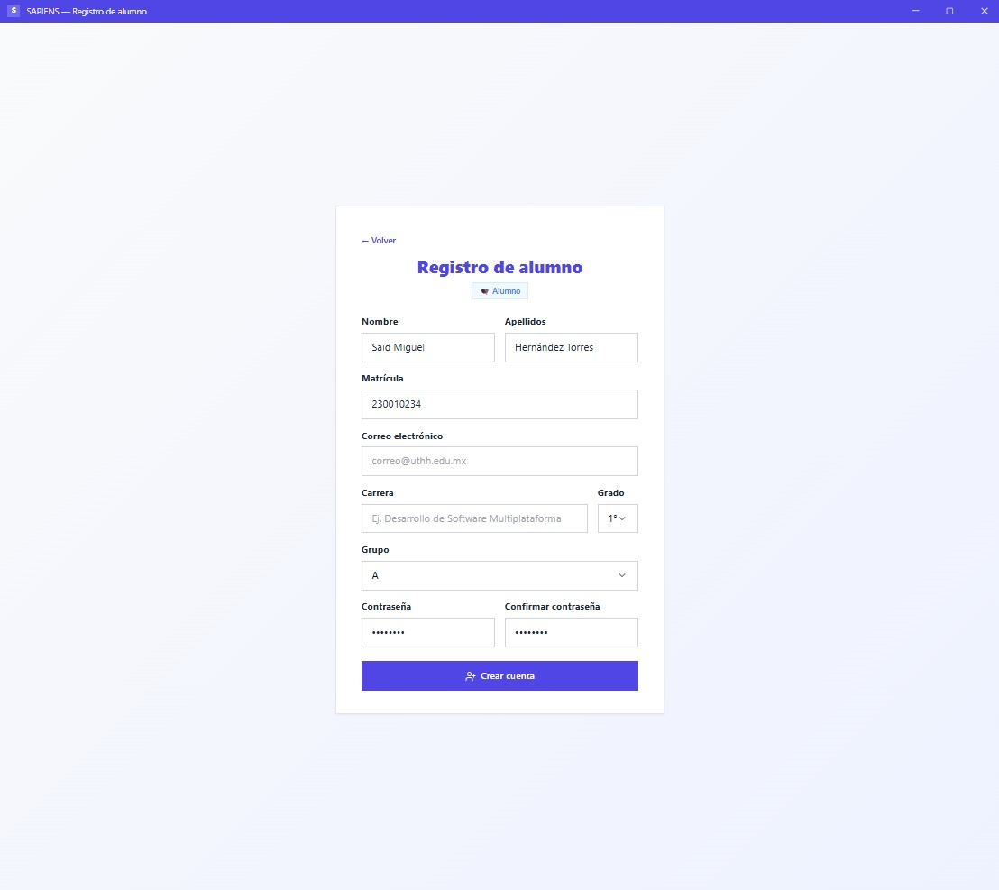 S SAPIENS — Registro de alumno
← Volver
Registro de alumno
Alumno
Nombre Apellidos
Said Miguel Hernández Torres
Matrícula
230010234
Correo electrónico
correo@uthh.edu.mx
Carrera Grado
Ej. Desarrollo de Software Multiplataforma 1°
Grupo
A
Contraseña Confirmar contraseña
•••••••• ••••••••
Crear cuenta